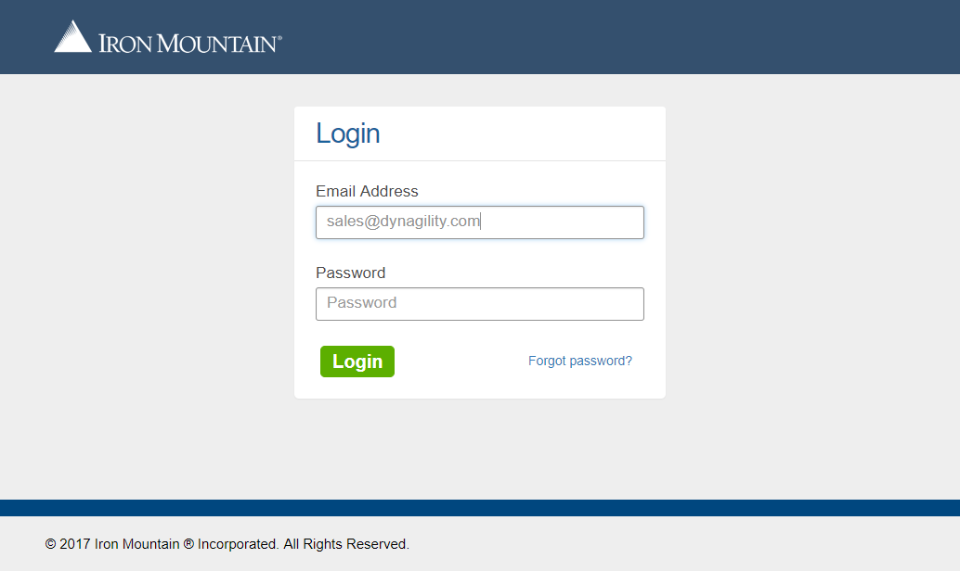 IRON MOUNTAIN®
Login
Email Address
sales@dynagility.com
Password
Password
Login
Forgot password?
© 2017 Iron Mountain ® Incorporated. All Rights Reserved.